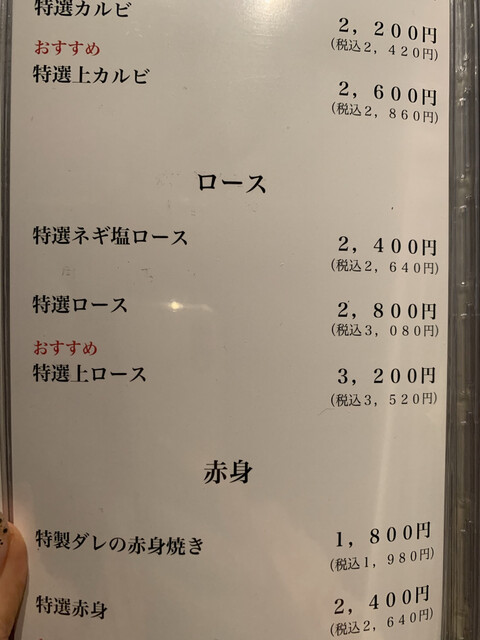 特選カルビ
2，200円
(税込2，420円)
おすすめ
特選上カルビ
2，600円
(税込2，860円)
ロース
特選ネギ塩ロース
2，400円
(税込2，640円)
特選ロース
2，800円
(税込3，080円)
おすすめ
特選上ロース
3，200円
(税込3，520円)
赤身
特製ダレの赤身焼き
1，800円
(税込1，980円)
特選赤身
2，400円
(税込2，640円)